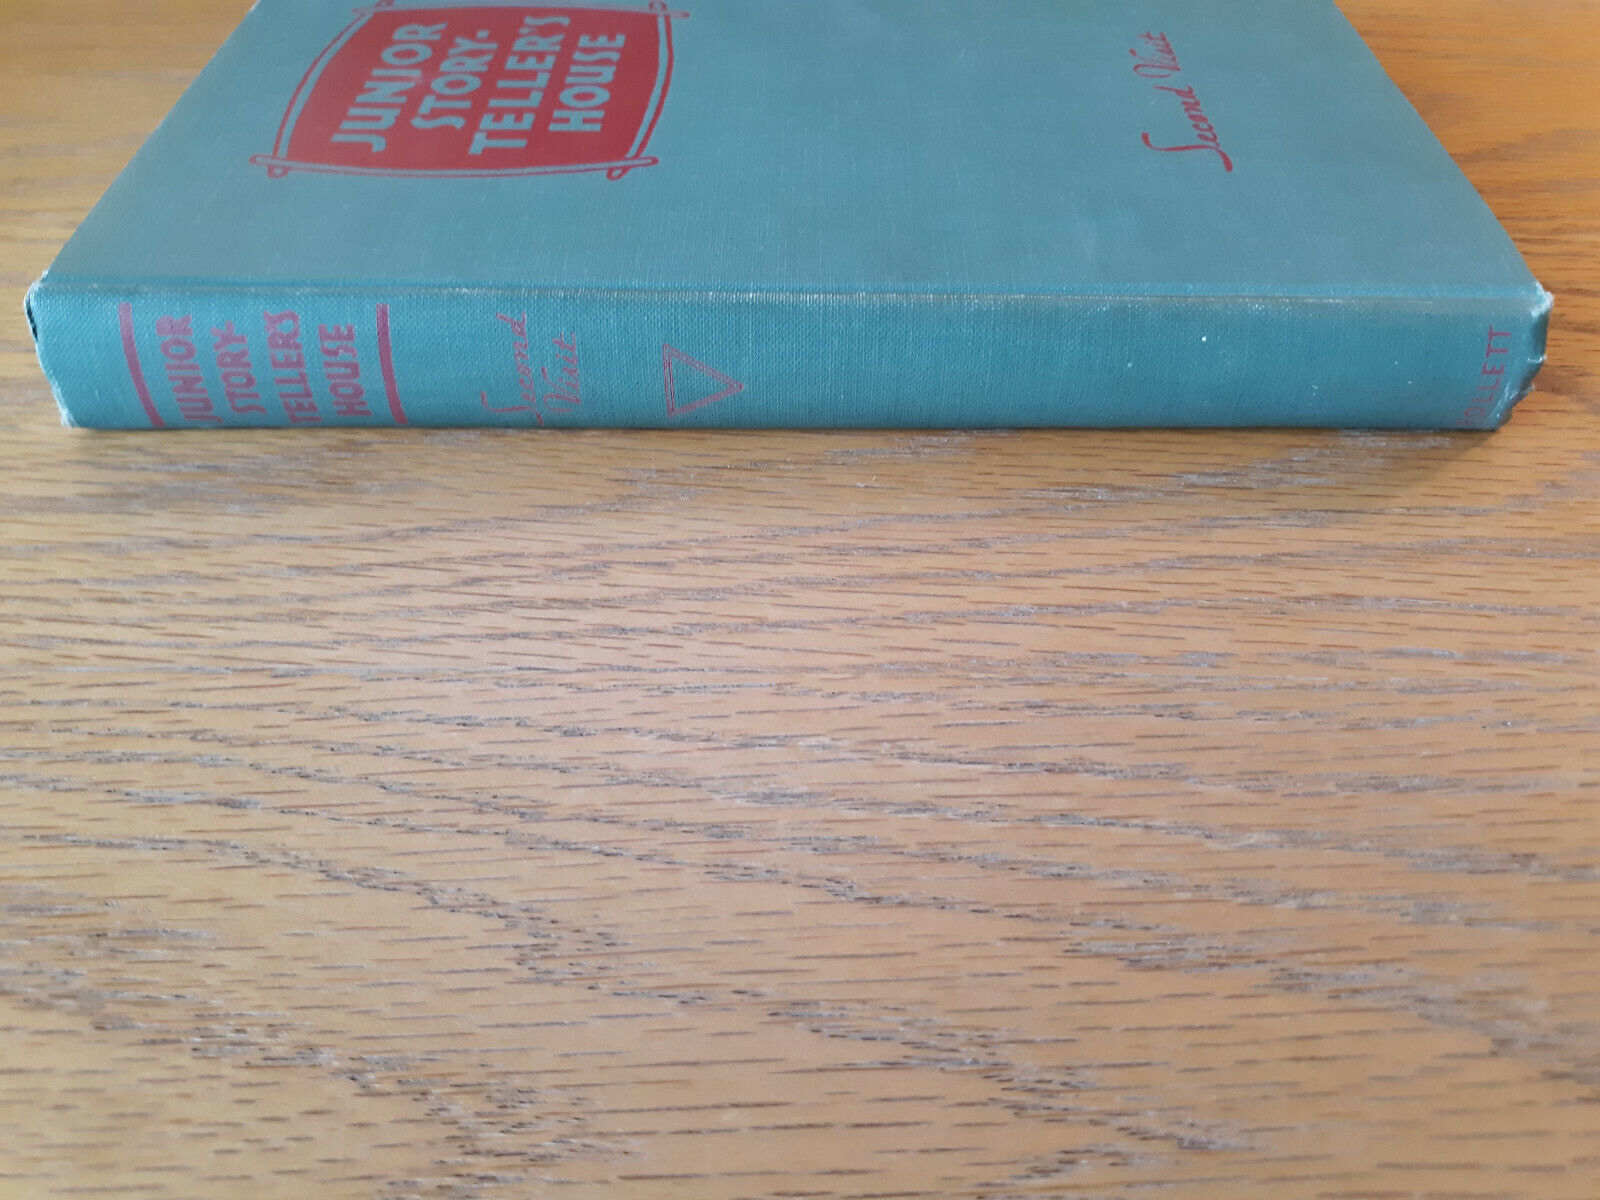 JUNIOR
STORY-
TELLER'S
HOUSE
Second Visit
JUNIOR
STORY-
TELLER'S
HOUSE
Second
Visit
FOLLETT